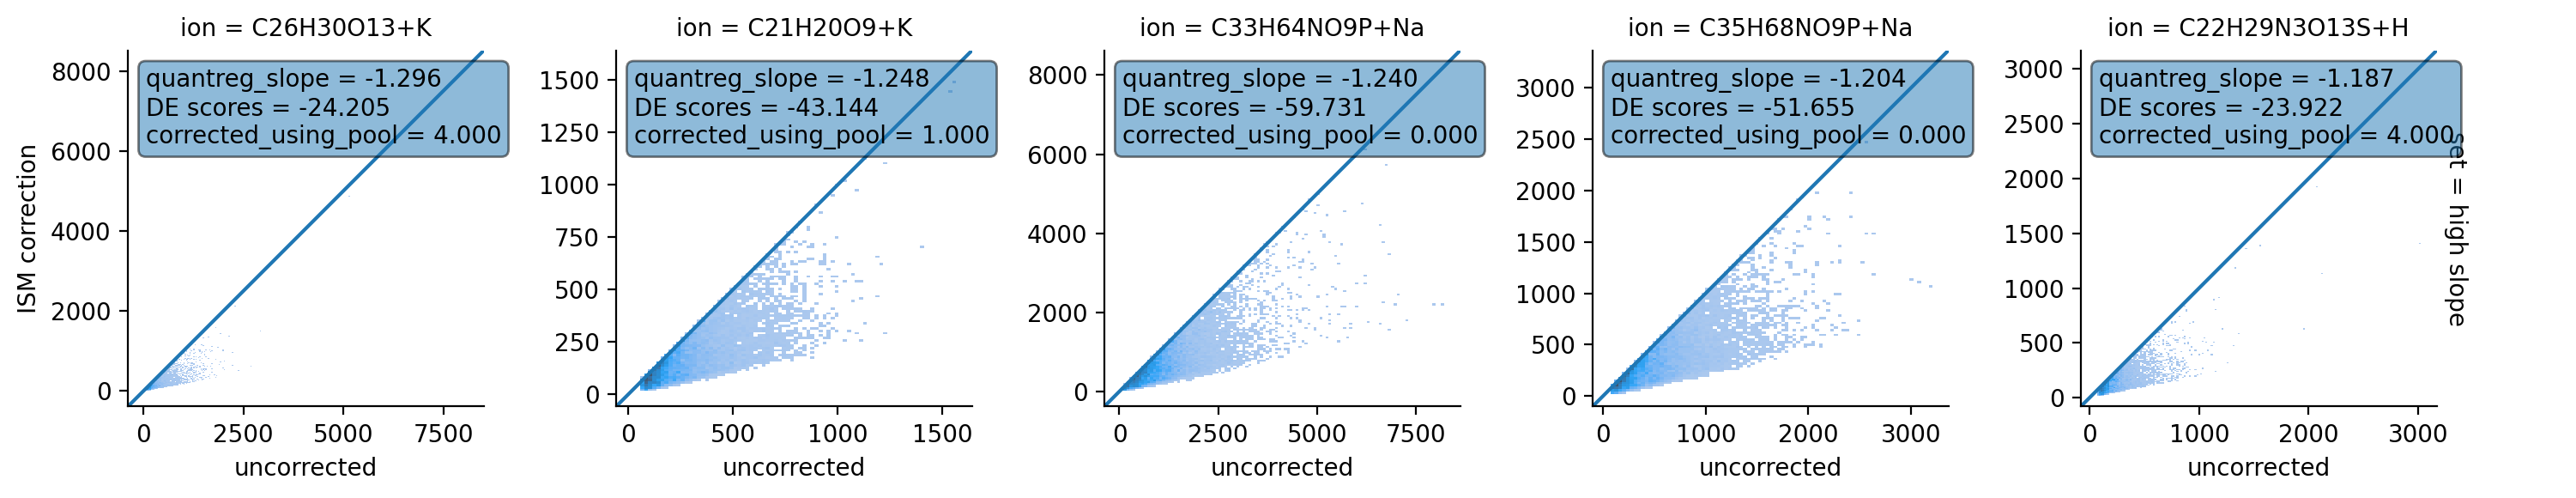 ion = C26H30O13+K
quantreg_slope = -1.296
DE scores = -24.205
corrected_using_pool = 4.000
ISM correction
8000
6000
4000
2000
0
0 2500 5000 7500
uncorrected
ion = C21H20O9+K
quantreg_slope = -1.248
DE scores = -43.144
corrected_using_pool = 1.000
1500
1250
1000
750
500
250
0
0 500 1000 1500
uncorrected
ion = C33H64NO9P+Na
quantreg_slope = -1.240
DE scores = -59.731
corrected_using_pool = 0.000
8000
6000
4000
2000
0
0 2500 5000 7500
uncorrected
ion = C35H68NO9P+Na
quantreg_slope = -1.204
DE scores = -51.655
corrected_using_pool = 0.000
3000
2500
2000
1500
1000
500
0
0 1000 2000 3000
uncorrected
ion = C22H29N3O13S+H
quantreg_slope = -1.187
DE scores = -23.922
corrected_using_pool = 4.000
3000
2500
2000
1500
1000
500
0
0 1000 2000 3000
uncorrected
set = high slope